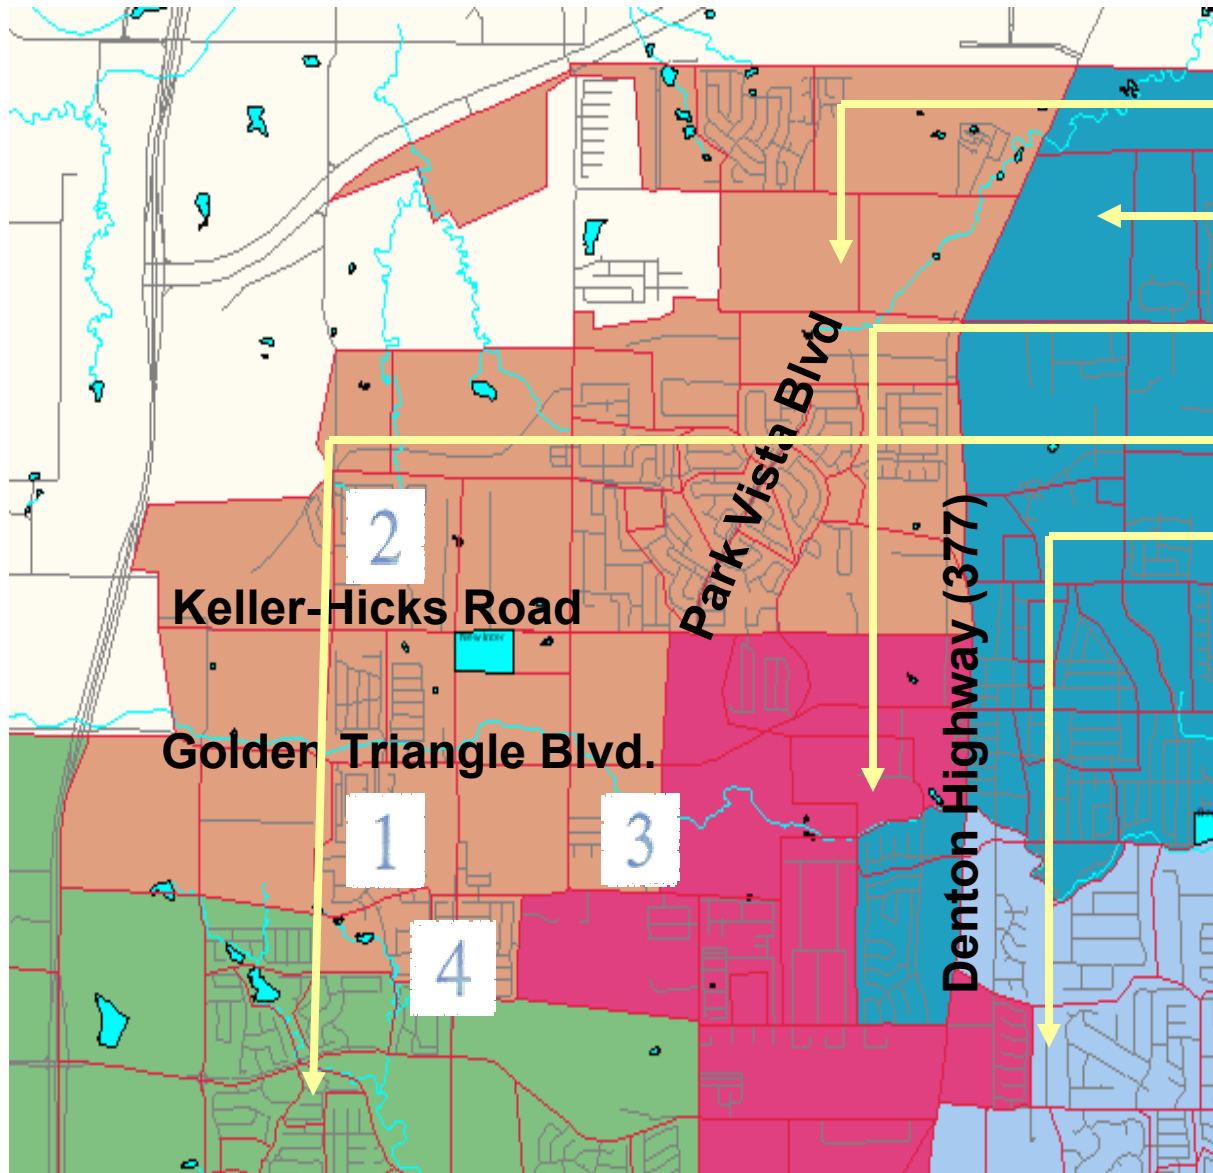 Park Vista Blvd
2
Denton Highway (377)
Keller-Hicks Road
Golden Triangle Blvd.
1
3
4